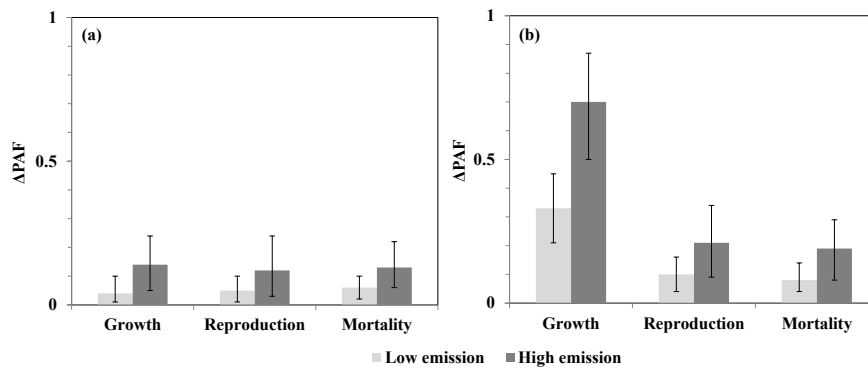 (a)
1
0.5
0
ΔPAF
Growth Reproduction Mortality
(b)
1
0.5
0
ΔPAF
Growth Reproduction Mortality
Low emission High emission